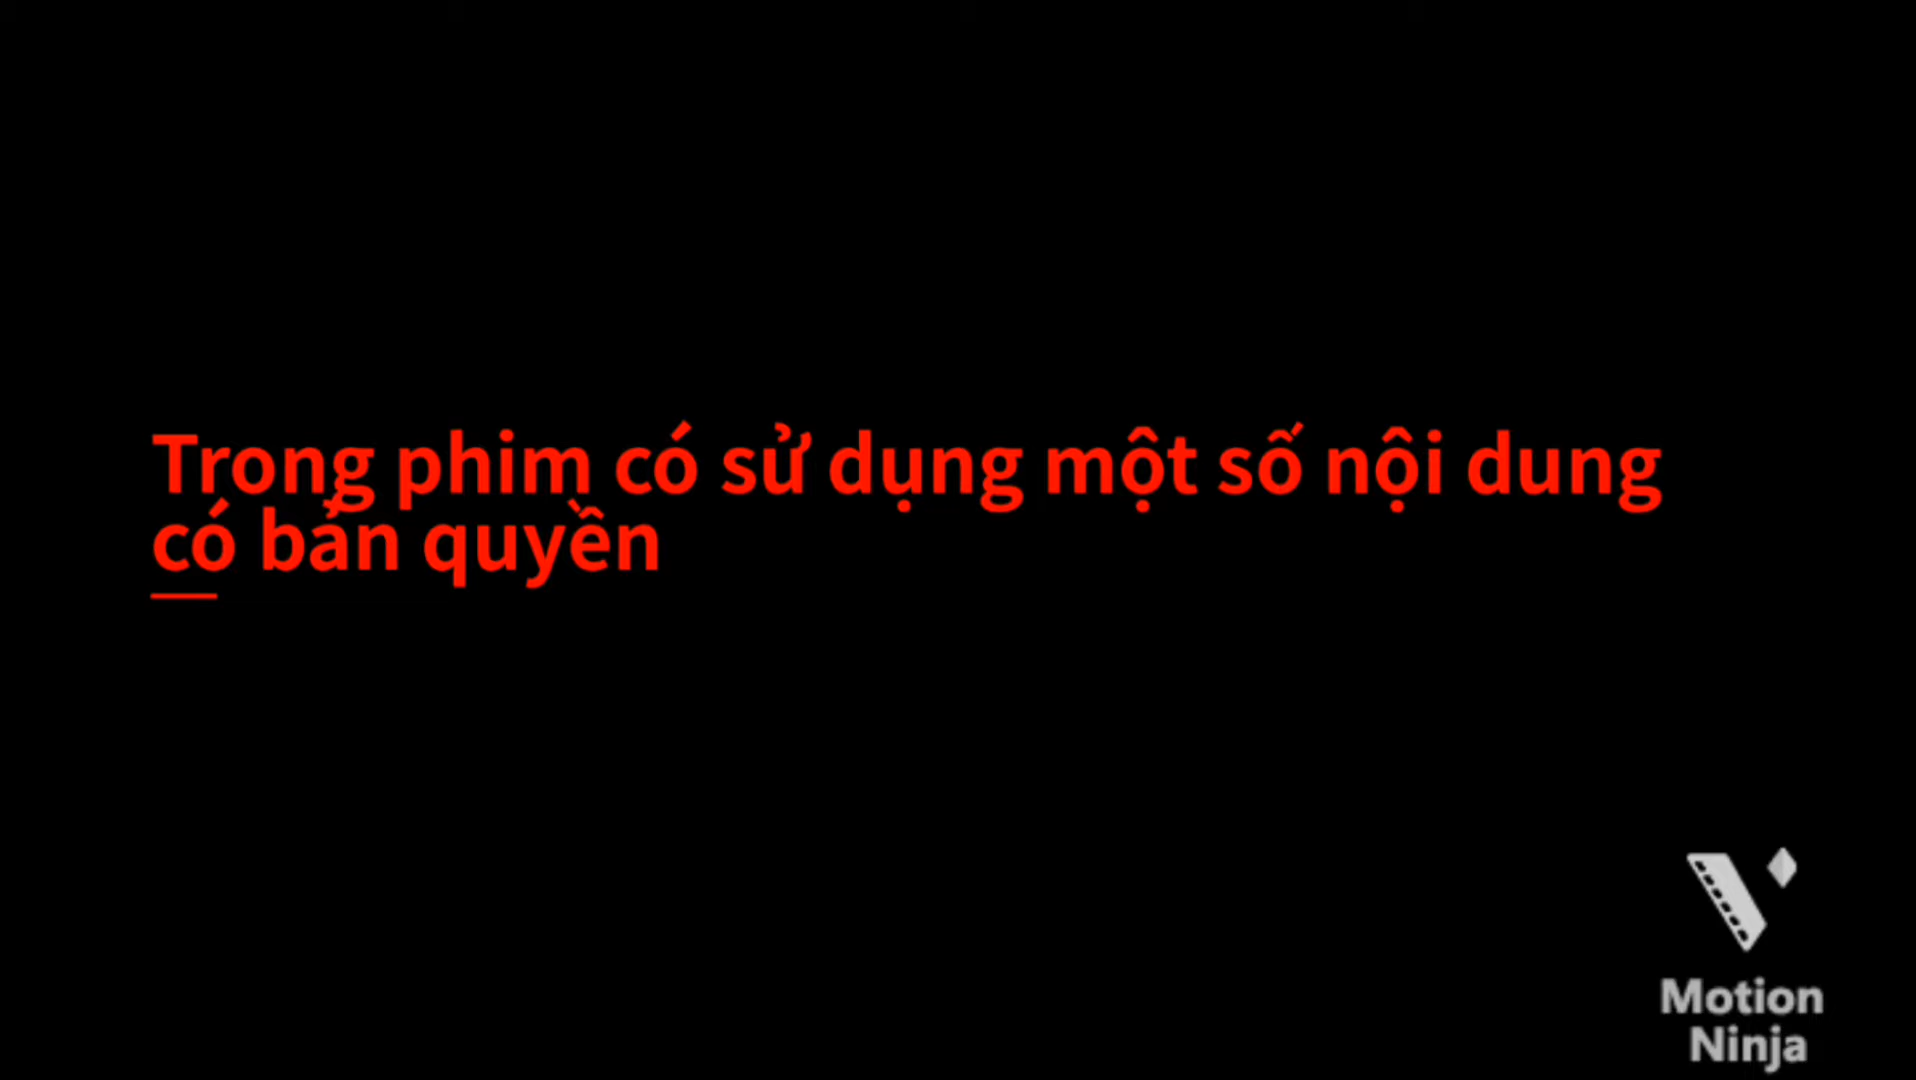 Trong phim có sử dụng một số nội dung
có bản quyền
Motion
Ninja